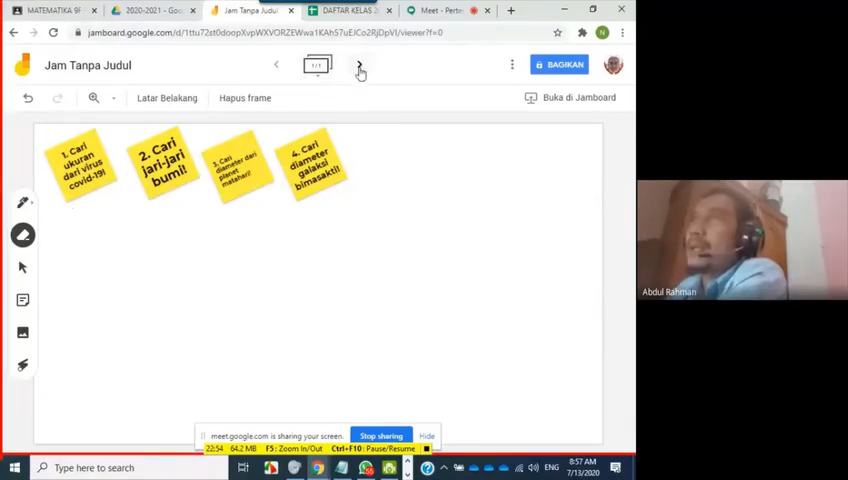 MATEMATIKA 9F
2020-2021 - Goo
Jam Tanpa Judul
DAFTAR KELAS 2
Meet - Perte
jamboard.google.com/d/1ttu72st0doopXvpWXVORZEWwa1KAh57uEJCo2RjDpVI/viewer?f=0
N
Jam Tanpa Judul
1/1
BAGIKAN
Latar Belakang
Hapus frame
Buka di Jamboard
1. Cari
ukuran
dari virus
covid-19!
2. Cari
jari-jari
bumi!
3. Cari
diameter dari
planet
matahari!
4. Cari
diameter
galaksi
bimasakti!
Abdul Rahman
meet.google.com is sharing your screen.
Stop sharing
Hide
22:54
64.2 MB
F5: Zoom In/Out
Ctrl+F10: Pause/Resume
Type here to search
55
ENG
8:57 AM
7/13/2020